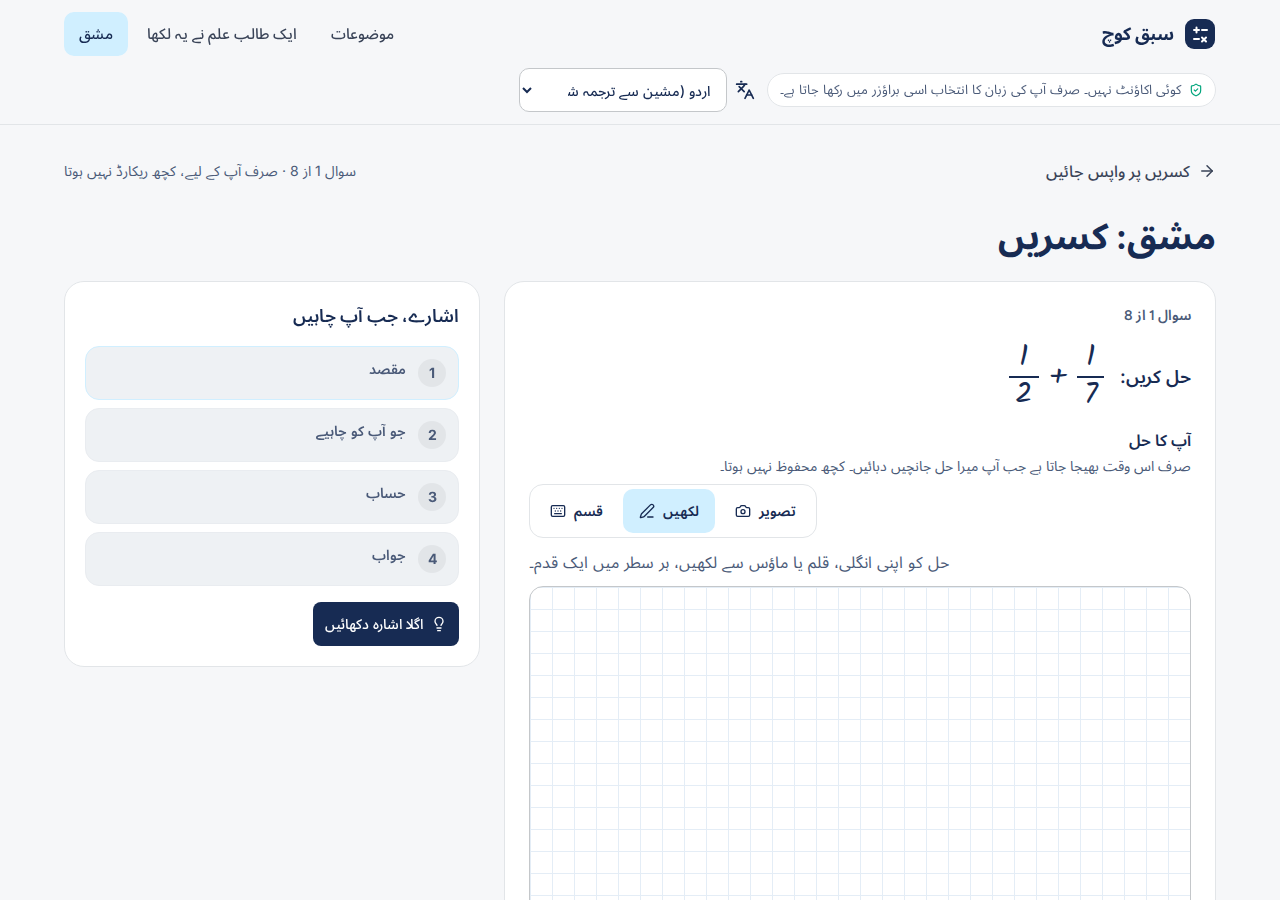 سبق کوچ
موضوعات
ایک طالب علم نے یہ لکھا
مشق
کوئی اکاؤنٹ نہیں۔ صرف آپ کی زبان کا انتخاب اسی براؤزر میں رکھا جاتا ہے۔
اردو (مشین سے ترجمہ ش
کسریں پر واپس جائیں
سوال 1 از 8 · صرف آپ کے لیے، کچھ ریکارڈ نہیں ہوتا
مشق: کسریں
سوال 1 از 8
حل کریں: 1/7 + 1/2
آپ کا حل
صرف اس وقت بھیجا جاتا ہے جب آپ میرا حل جانچیں دبائیں۔ کچھ محفوظ نہیں ہوتا۔
تصویر
لکھیں
قسم
حل کو اپنی انگلی، قلم یا ماؤس سے لکھیں، ہر سطر میں ایک قدم۔
اشارے، جب آپ چاہیں
1 مقصد
2 جو آپ کو چاہیے
3 حساب
4 جواب
اگلا اشارہ دکھائیں